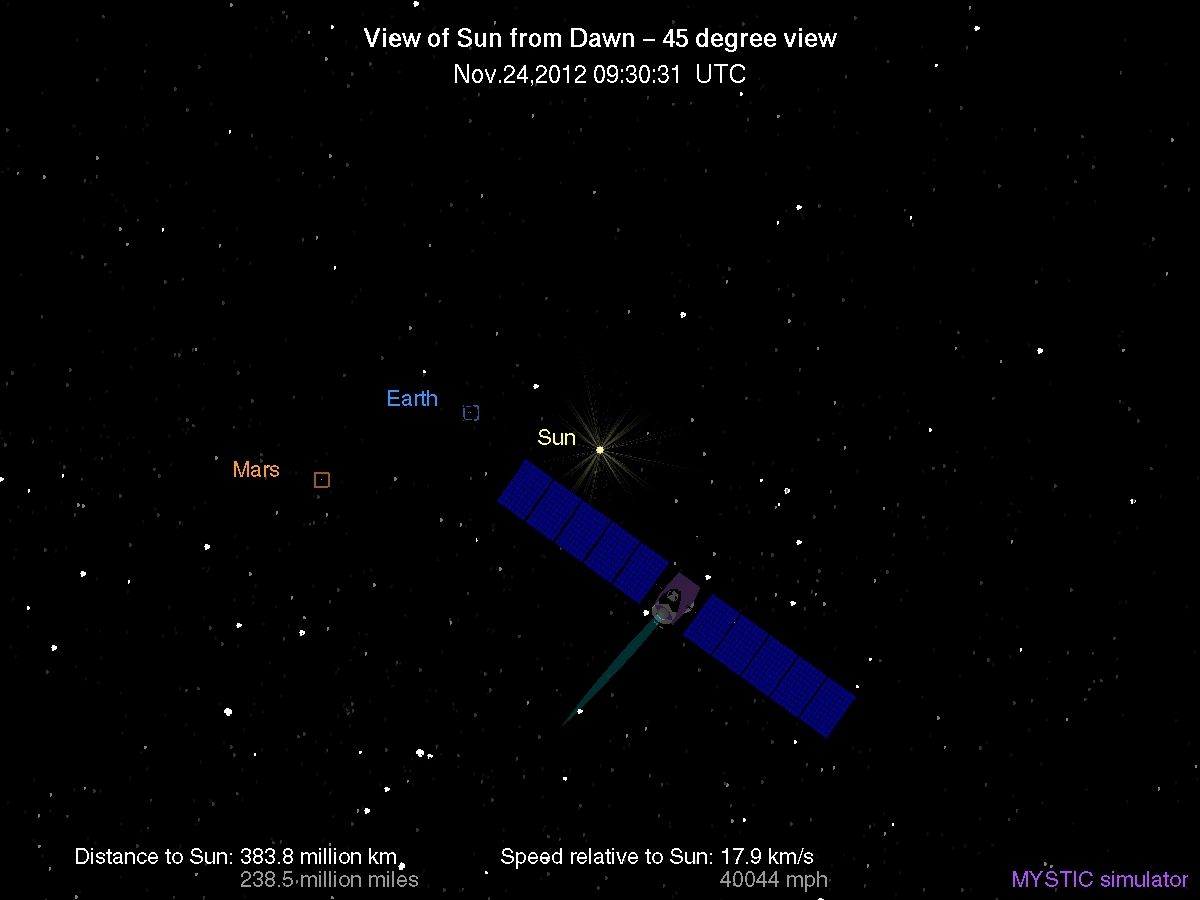 View of Sun from Dawn – 45 degree view
Nov.24,2012 09:30:31 UTC
Earth
Sun
Mars
Distance to Sun: 383.8 million km
Speed relative to Sun: 17.9 km/s
238.5 million miles
40044 mph
MYSTIC simulator